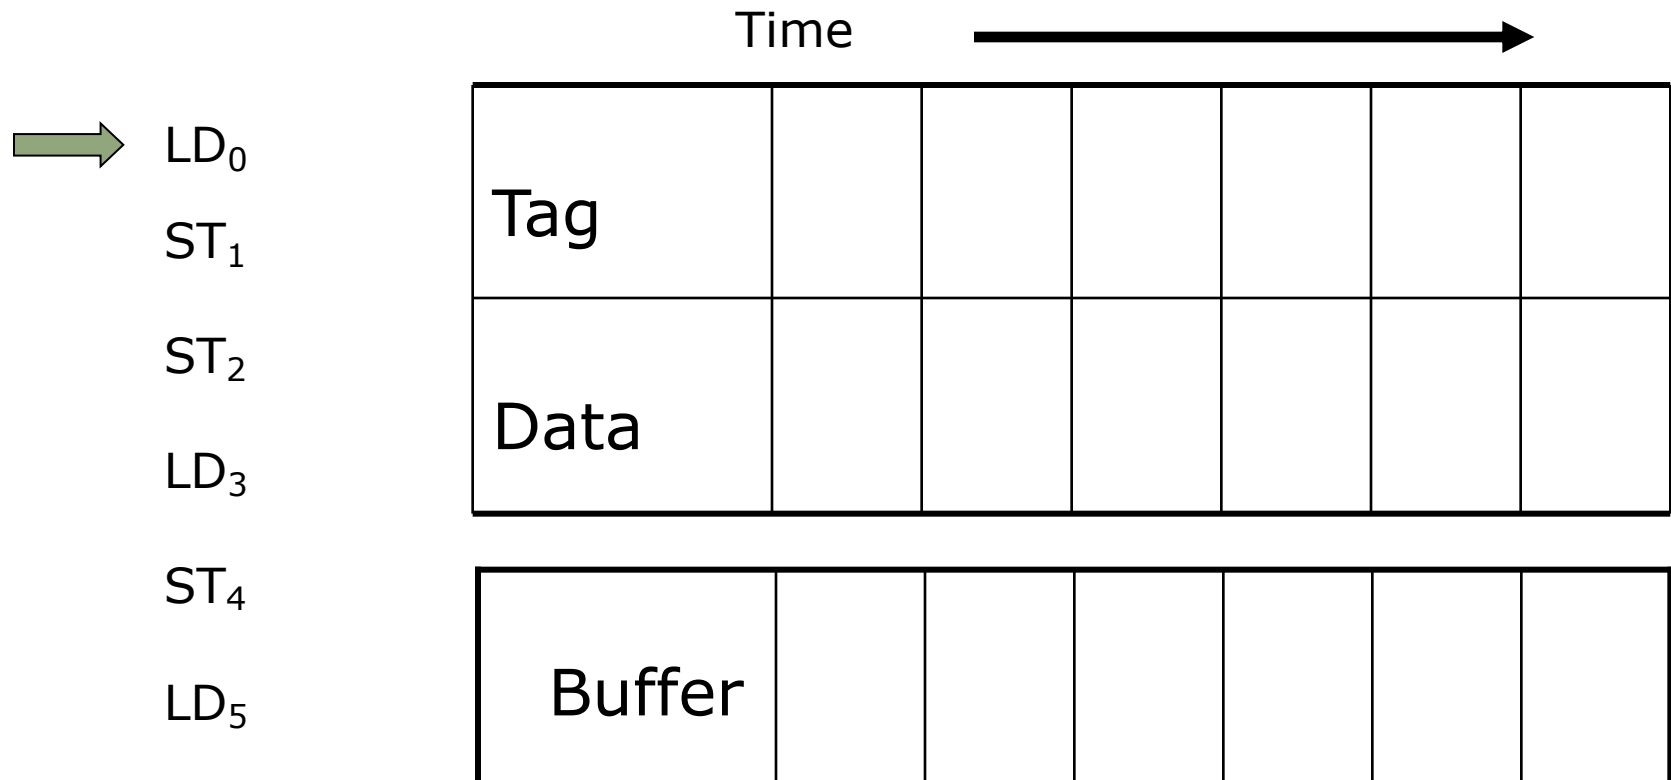 Time
LD₀
ST₁
ST₂
LD₃
ST₄
LD₅
Tag
Data
Buffer